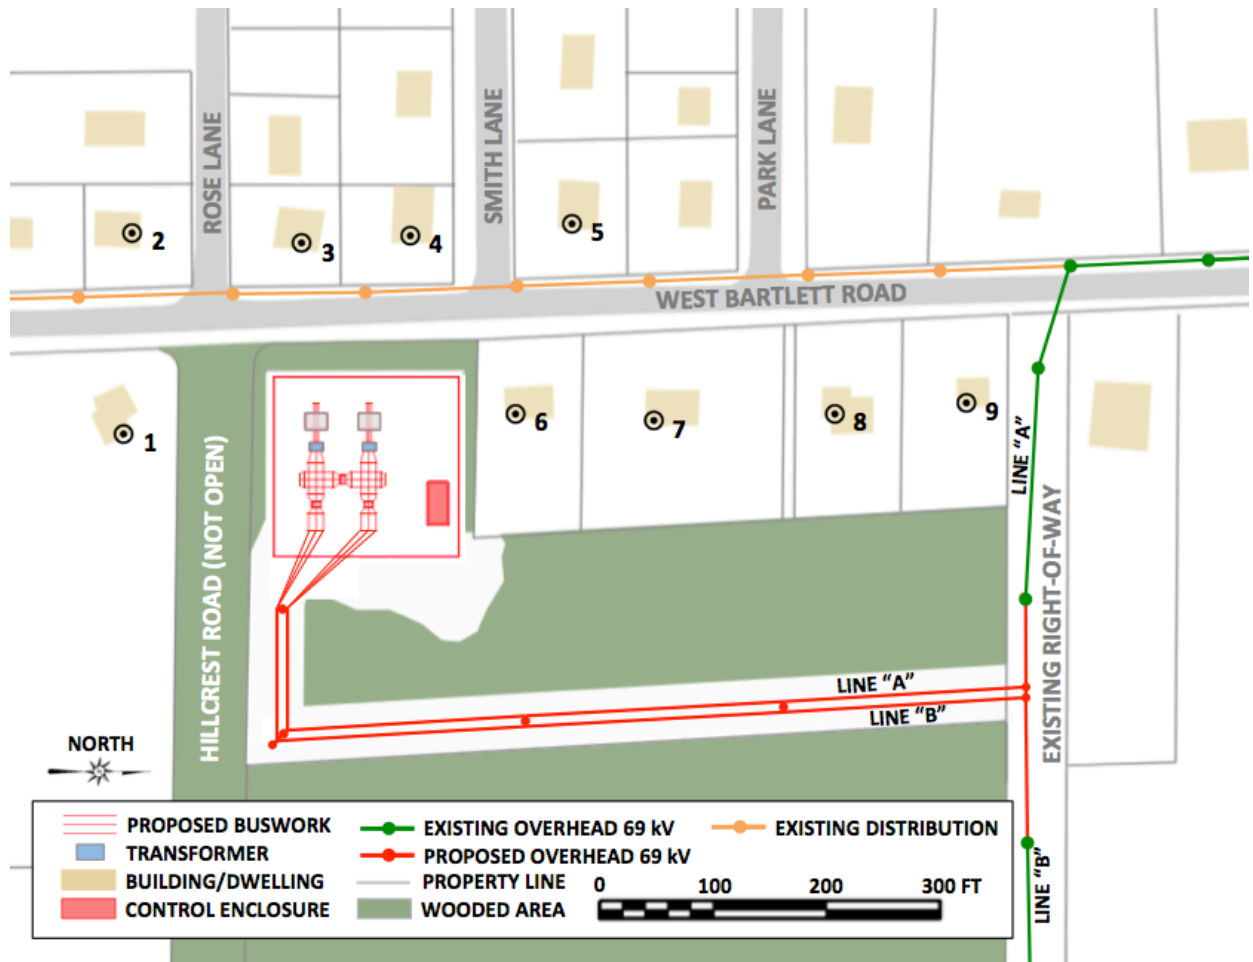 ROSE LANE
SMITH LANE
PARK LANE
2
3
4
5
WEST BARTLETT ROAD
1
6
7
8
9
HILLCREST ROAD (NOT OPEN)
LINE "A"
EXISTING RIGHT-OF-WAY
LINE "A"
LINE "B"
LINE "B"
NORTH
PROPOSED BUSWORK
TRANSFORMER
BUILDING/DWELLING
CONTROL ENCLOSURE
EXISTING OVERHEAD 69 kV
PROPOSED OVERHEAD 69 kV
PROPERTY LINE
WOODED AREA
EXISTING DISTRIBUTION
0 100 200 300 FT